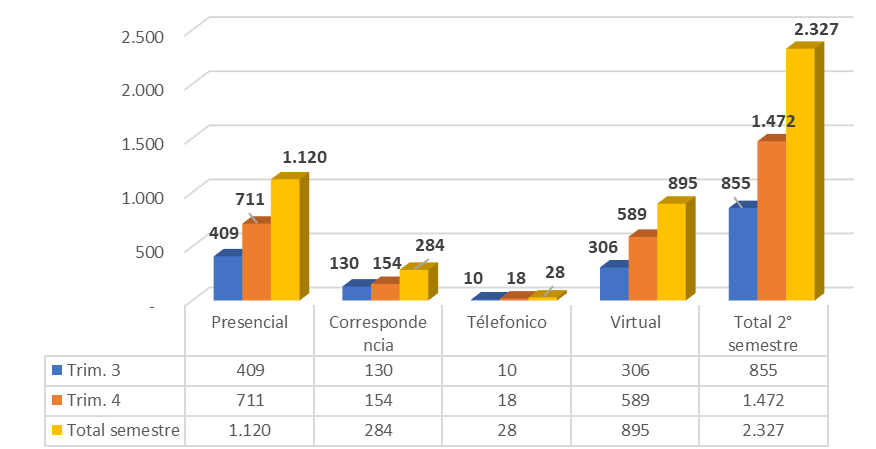 2.500
2.000
1.500
1.000
500
-
409
711
1.120
130
154
284
10
18
28
306
589
895
855
1.472
2.327
Presencial
Corresponde
ncia
Télefonico
Virtual
Total 2°
semestre
Trim. 3 409 130 10 306 855
Trim. 4 711 154 18 589 1.472
Total semestre 1.120 284 28 895 2.327